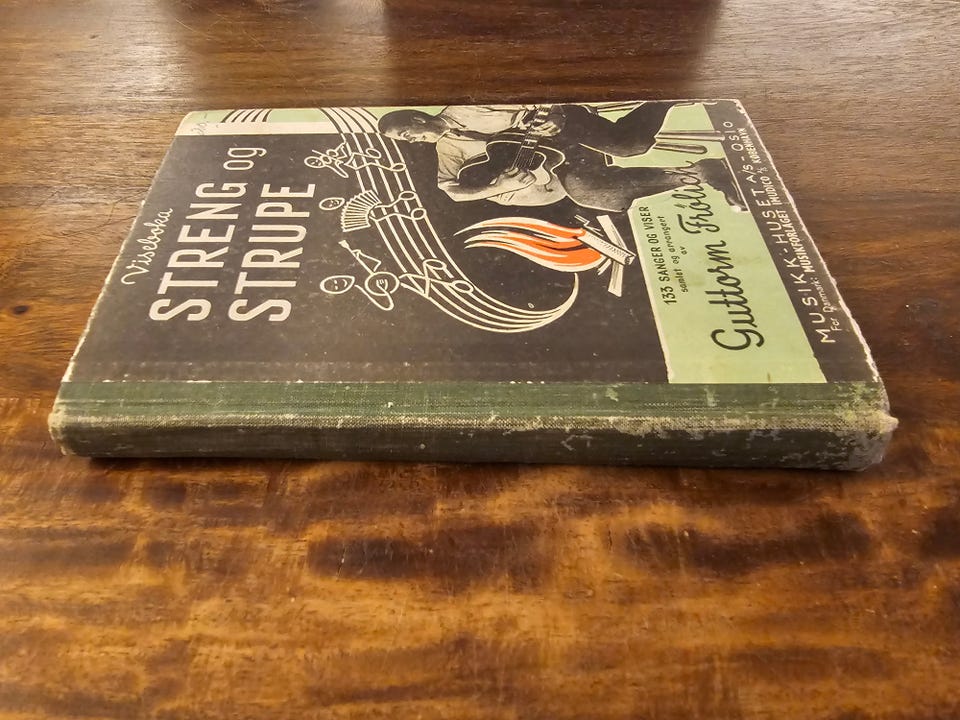 Viseboka
STRENG og
STRUPE
133 SANGER OG VISER
samlet og arrangert
av
Guttorm Frölich
MUSIKK-HUSET A/S - OSLO
For Danmark: MUSIKFORLAGET IMUDICO A/S KØBENHAVN